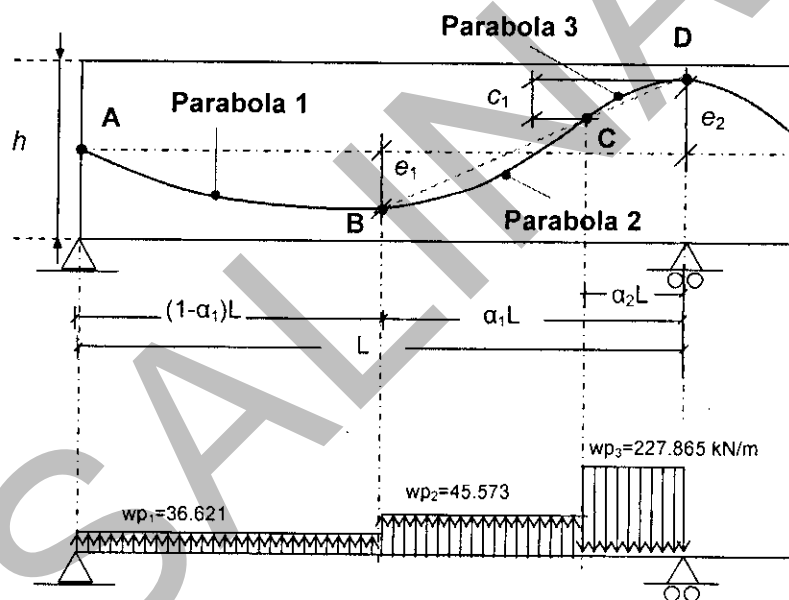 Parabola 3
D
A
Parabola 1
c₁
h
C
e₂
e₁
B
Parabola 2
α₂L
(1-α₁)L
α₁L
L
wp₃=227.865 kN/m
wp₂=45.573
wp₁=36.621
SALINA